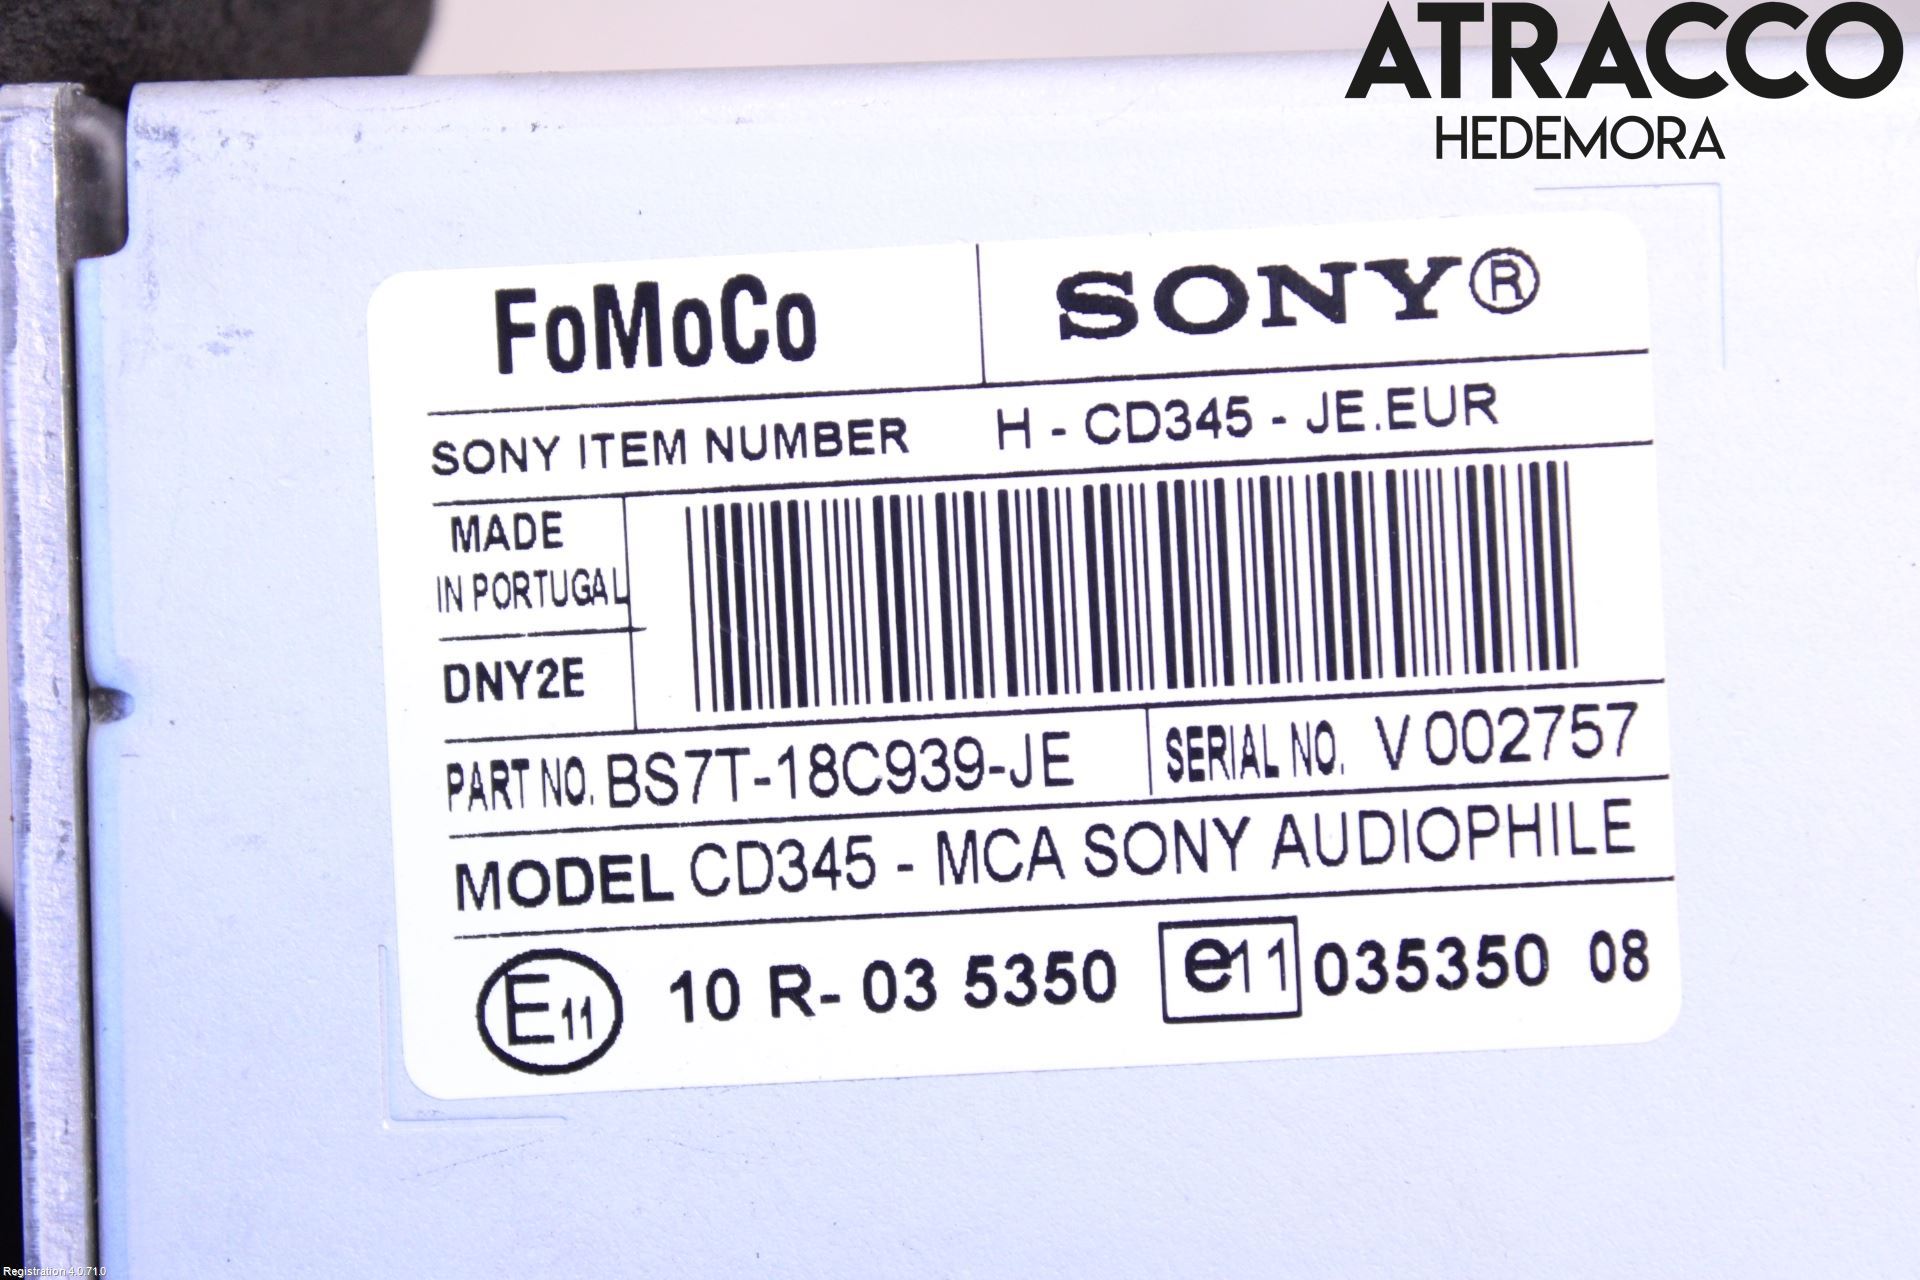 ATRACCO
HEDEMORA
FoMoCo SONY®
SONY ITEM NUMBER H - CD345 - JE.EUR
MADE
IN PORTUGAL
DNY2E
PART NO. BS7T-18C939-JE SERIAL NO. V 002757
MODEL CD345 - MCA SONY AUDIOPHILE
E11 10 R- 03 5350 e11 035350 08
Registration 4.0.71.0